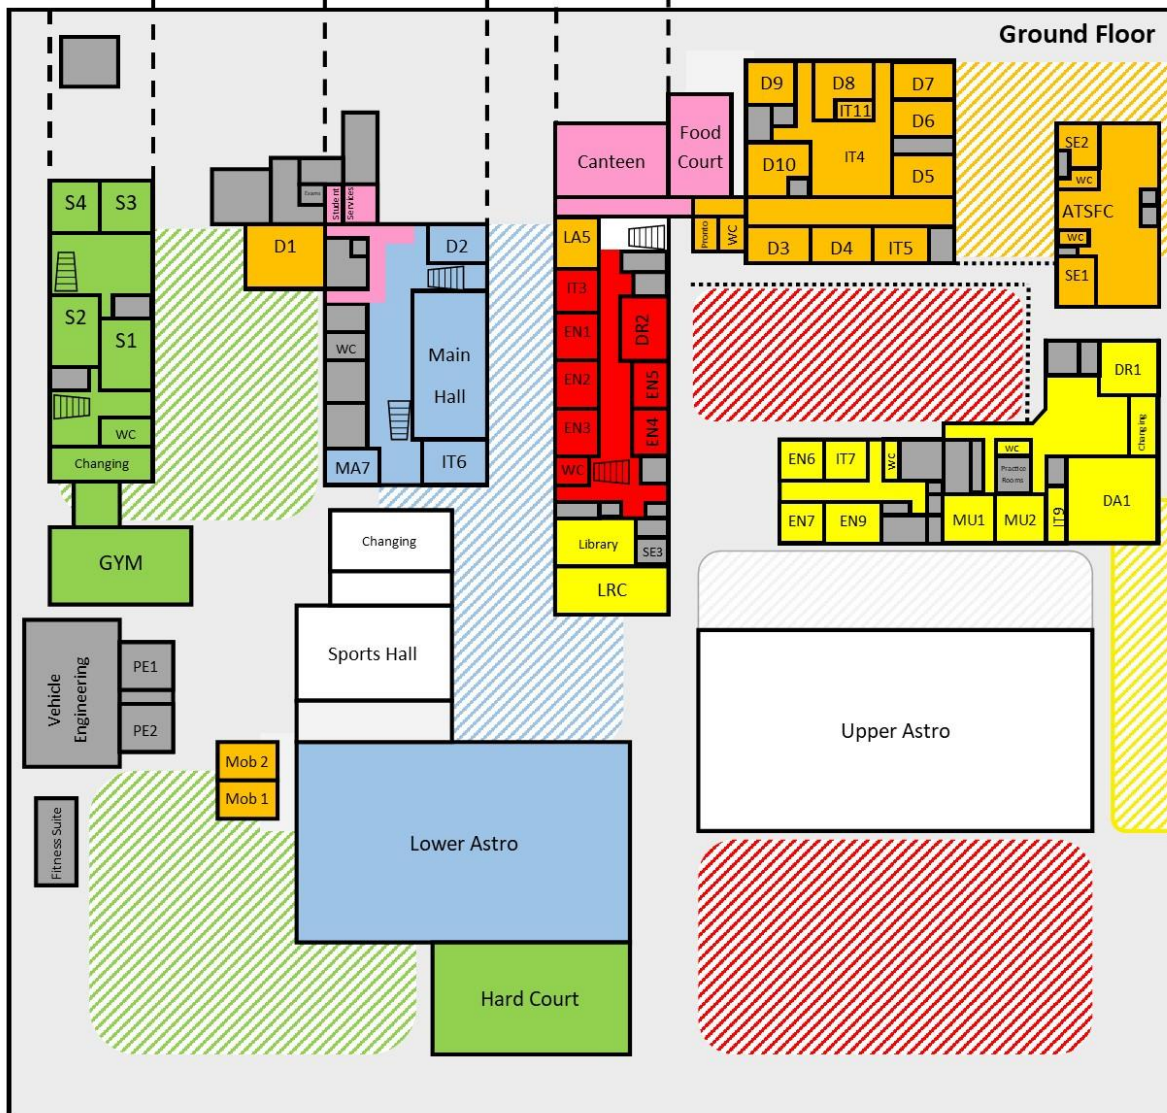 Ground Floor
D9
D8
D7
IT11
D6
IT4
D10
D5
Food
Court
Canteen
SE2
WC
ATSFC
WC
SE1
S4
S3
Exams
Student
Services
D1
D2
LA5
Pronto
WC
D3
D4
IT5
S2
S1
WC
Changing
GYM
WC
Main
Hall
MA7
IT6
IT3
EN1
DR2
EN2
EN5
EN3
EN4
WC
Library
SE3
LRC
DR1
Changing
EN6
IT7
WC
WC
Practice
Rooms
EN7
EN9
MU1
MU2
IT9
DA1
Changing
Sports Hall
Vehicle
Engineering
PE1
PE2
Mob 2
Mob 1
Fitness Suite
Lower Astro
Upper Astro
Hard Court